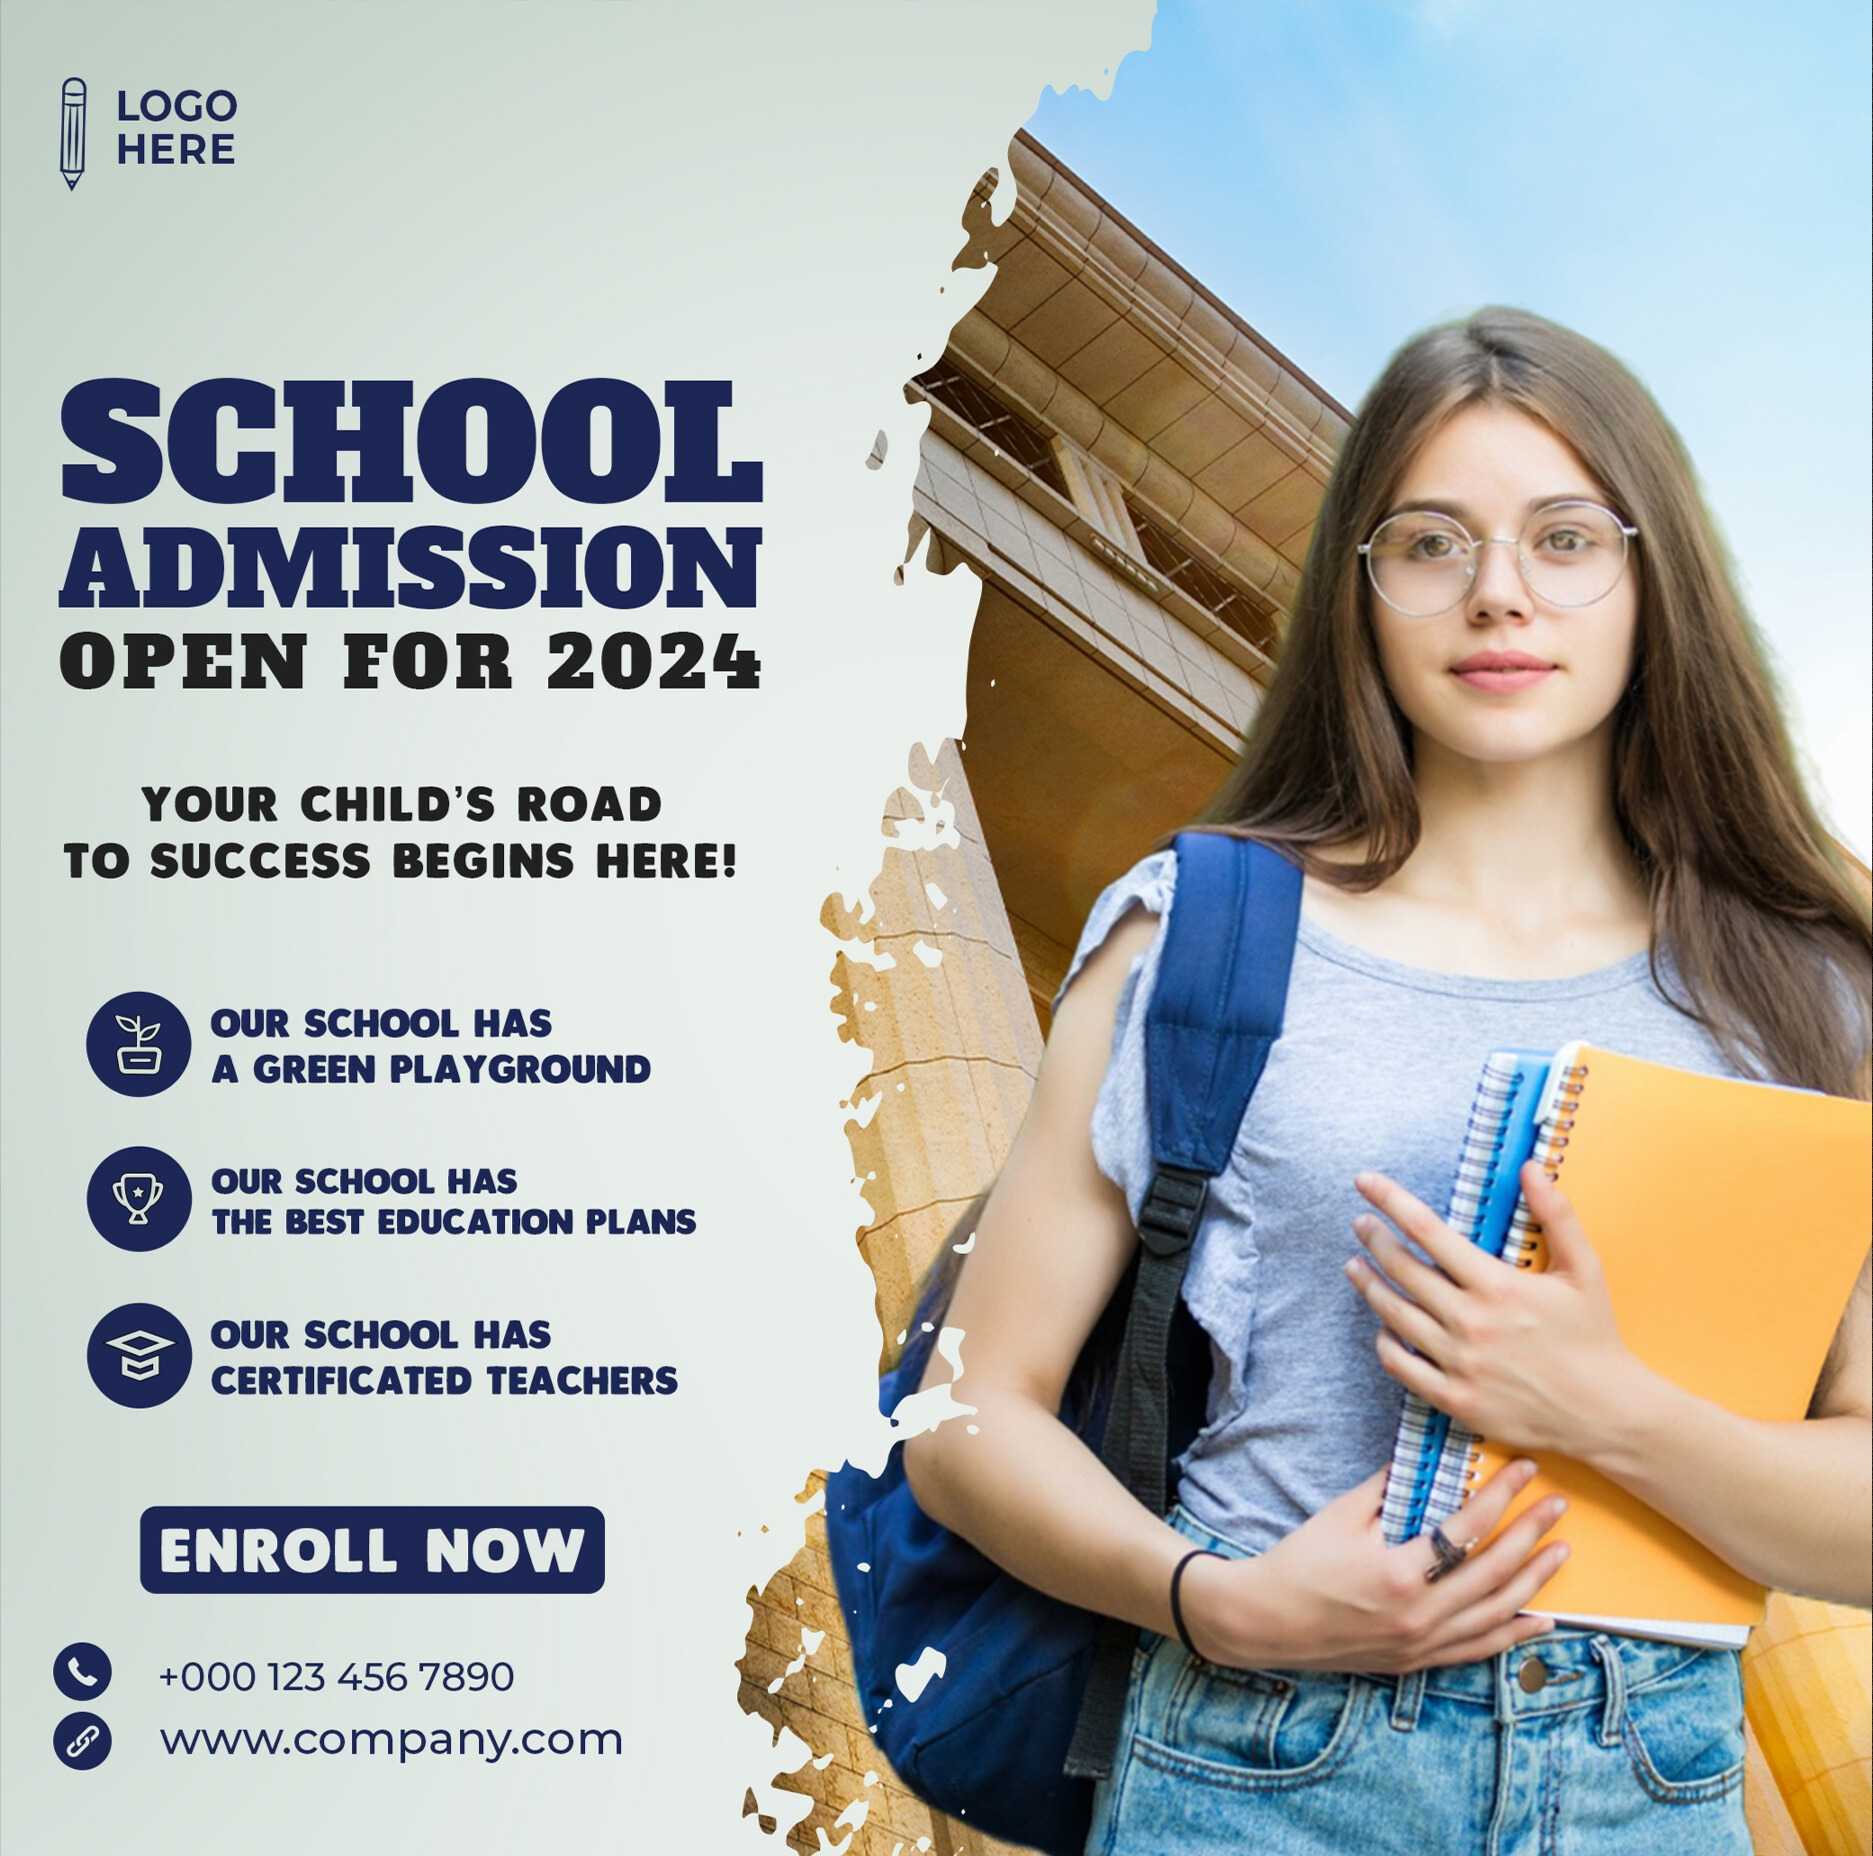 LOGO
HERE
SCHOOL
ADMISSION
OPEN FOR 2024
YOUR CHILD'S ROAD
TO SUCCESS BEGINS HERE!
OUR SCHOOL HAS
A GREEN PLAYGROUND
OUR SCHOOL HAS
THE BEST EDUCATION PLANS
OUR SCHOOL HAS
CERTIFICATED TEACHERS
ENROLL NOW
+000 123 456 7890
www.company.com